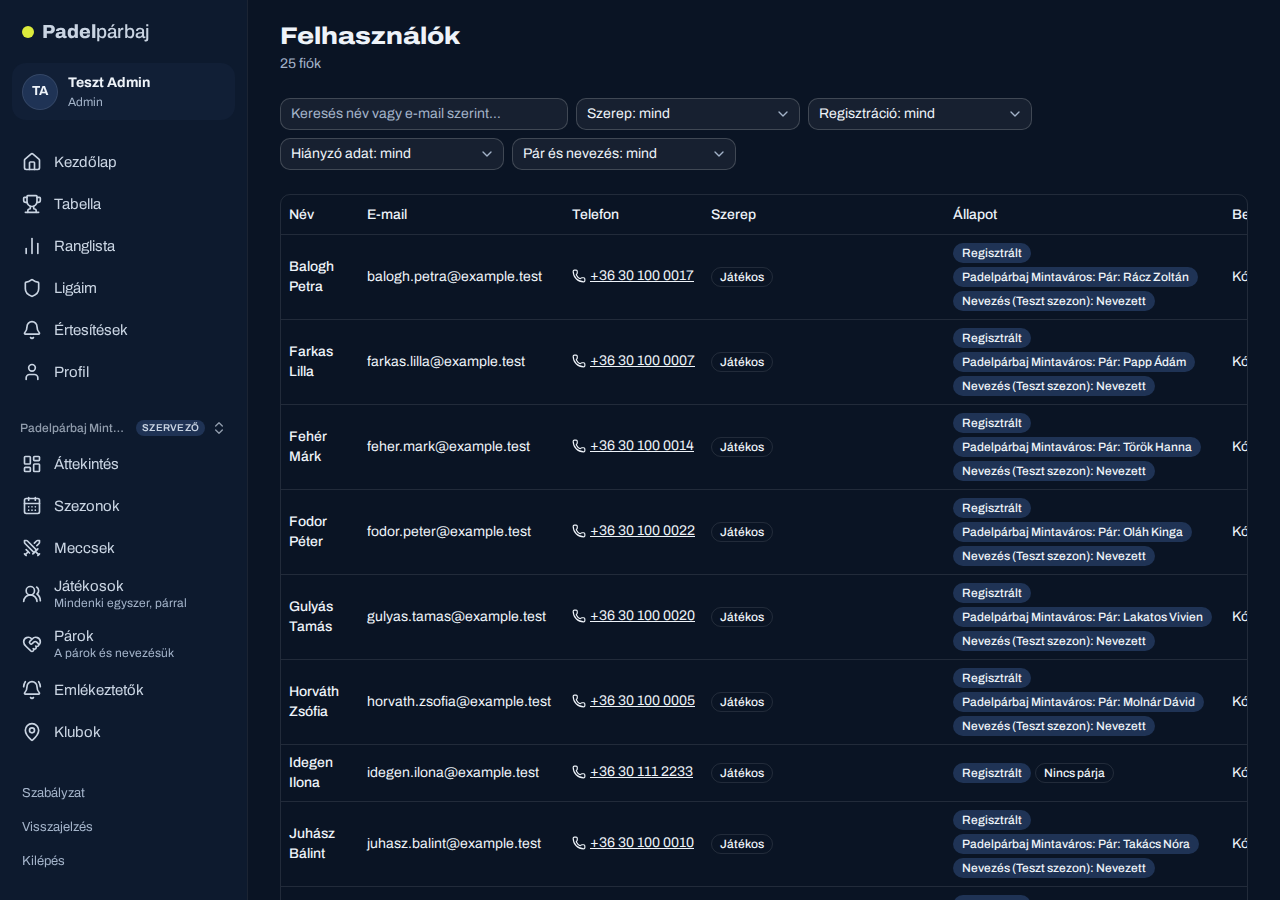 Padelpárbaj
TA
Teszt Admin
Admin
Kezdőlap
Tabella
Ranglista
Ligáim
Értesítések
Profil
Padelpárbaj Mint... SZERVEZŐ
Áttekintés
Szezonok
Meccsek
Játékosok
Mindenki egyszer, párral
Párok
A párok és nevezésük
Emlékeztetők
Klubok
Szabályzat
Visszajelzés
Kilépés
Felhasználók
25 fiók
Keresés név vagy e-mail szerint...
Szerep: mind
Regisztráció: mind
Hiányzó adat: mind
Pár és nevezés: mind
Név E-mail Telefon Szerep Állapot Be
Balogh Petra balogh.petra@example.test +36 30 100 0017 Játékos Regisztrált
Padelpárbaj Mintaváros: Pár: Rácz Zoltán
Nevezés (Teszt szezon): Nevezett
Kó
Farkas Lilla farkas.lilla@example.test +36 30 100 0007 Játékos Regisztrált
Padelpárbaj Mintaváros: Pár: Papp Ádám
Nevezés (Teszt szezon): Nevezett
Kó
Fehér Márk feher.mark@example.test +36 30 100 0014 Játékos Regisztrált
Padelpárbaj Mintaváros: Pár: Török Hanna
Nevezés (Teszt szezon): Nevezett
Kó
Fodor Péter fodor.peter@example.test +36 30 100 0022 Játékos Regisztrált
Padelpárbaj Mintaváros: Pár: Oláh Kinga
Nevezés (Teszt szezon): Nevezett
Kó
Gulyás Tamás gulyas.tamas@example.test +36 30 100 0020 Játékos Regisztrált
Padelpárbaj Mintaváros: Pár: Lakatos Vivien
Nevezés (Teszt szezon): Nevezett
Kó
Horváth Zsófia horvath.zsofia@example.test +36 30 100 0005 Játékos Regisztrált
Padelpárbaj Mintaváros: Pár: Molnár Dávid
Nevezés (Teszt szezon): Nevezett
Kó
Idegen Ilona idegen.ilona@example.test +36 30 111 2233 Játékos Regisztrált Nincs párja
Kó
Juhász Bálint juhasz.balint@example.test +36 30 100 0010 Játékos Regisztrált
Padelpárbaj Mintaváros: Pár: Takács Nóra
Nevezés (Teszt szezon): Nevezett
Kó